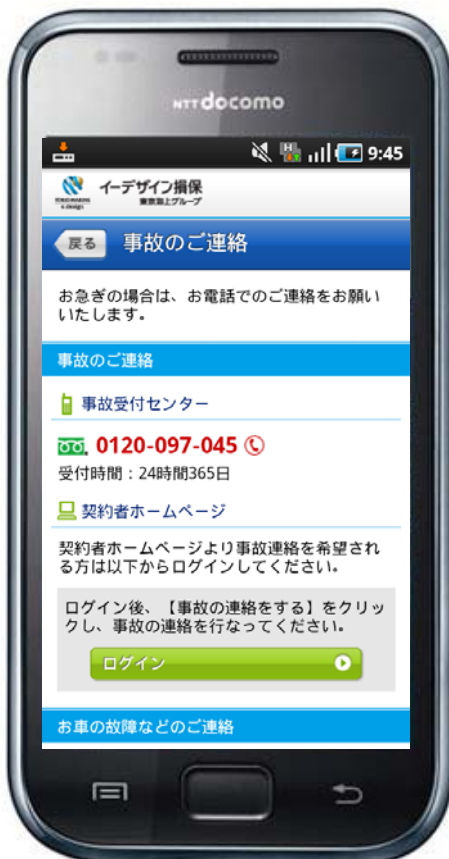 NTT docomo
9:45
イーデザイン損保
東京海上グループ
戻る 事故のご連絡
お急ぎの場合は、お電話でのご連絡をお願い
いたします。
事故のご連絡
事故受付センター
0120-097-045
受付時間：24時間365日
契約者ホームページ
契約者ホームページより事故連絡を希望され
る方は以下からログインしてください。
ログイン後、【事故の連絡をする】をクリッ
クし、事故の連絡を行なってください。
ログイン
お車の故障などのご連絡